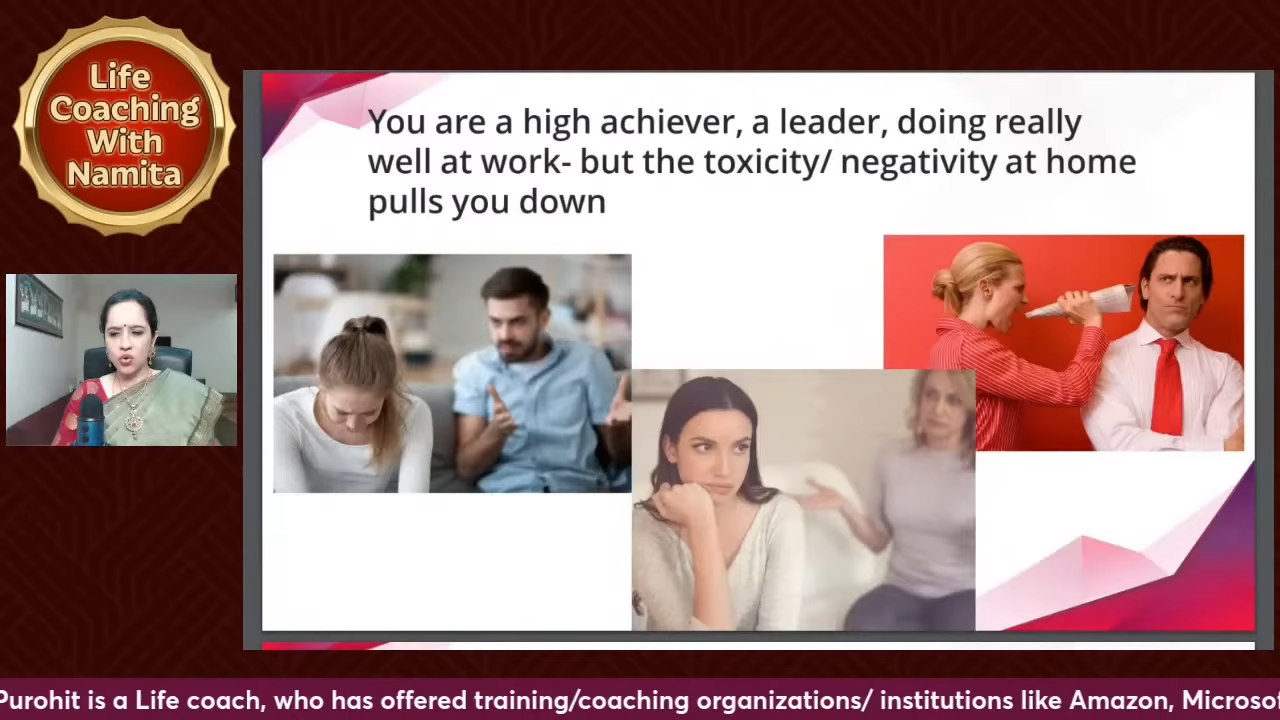 Life
Coaching
With
Namita
You are a high achiever, a leader, doing really
well at work- but the toxicity/ negativity at home
pulls you down
Purohit is a Life coach, who has offered training/coaching organizations/ institutions like Amazon, Microsof